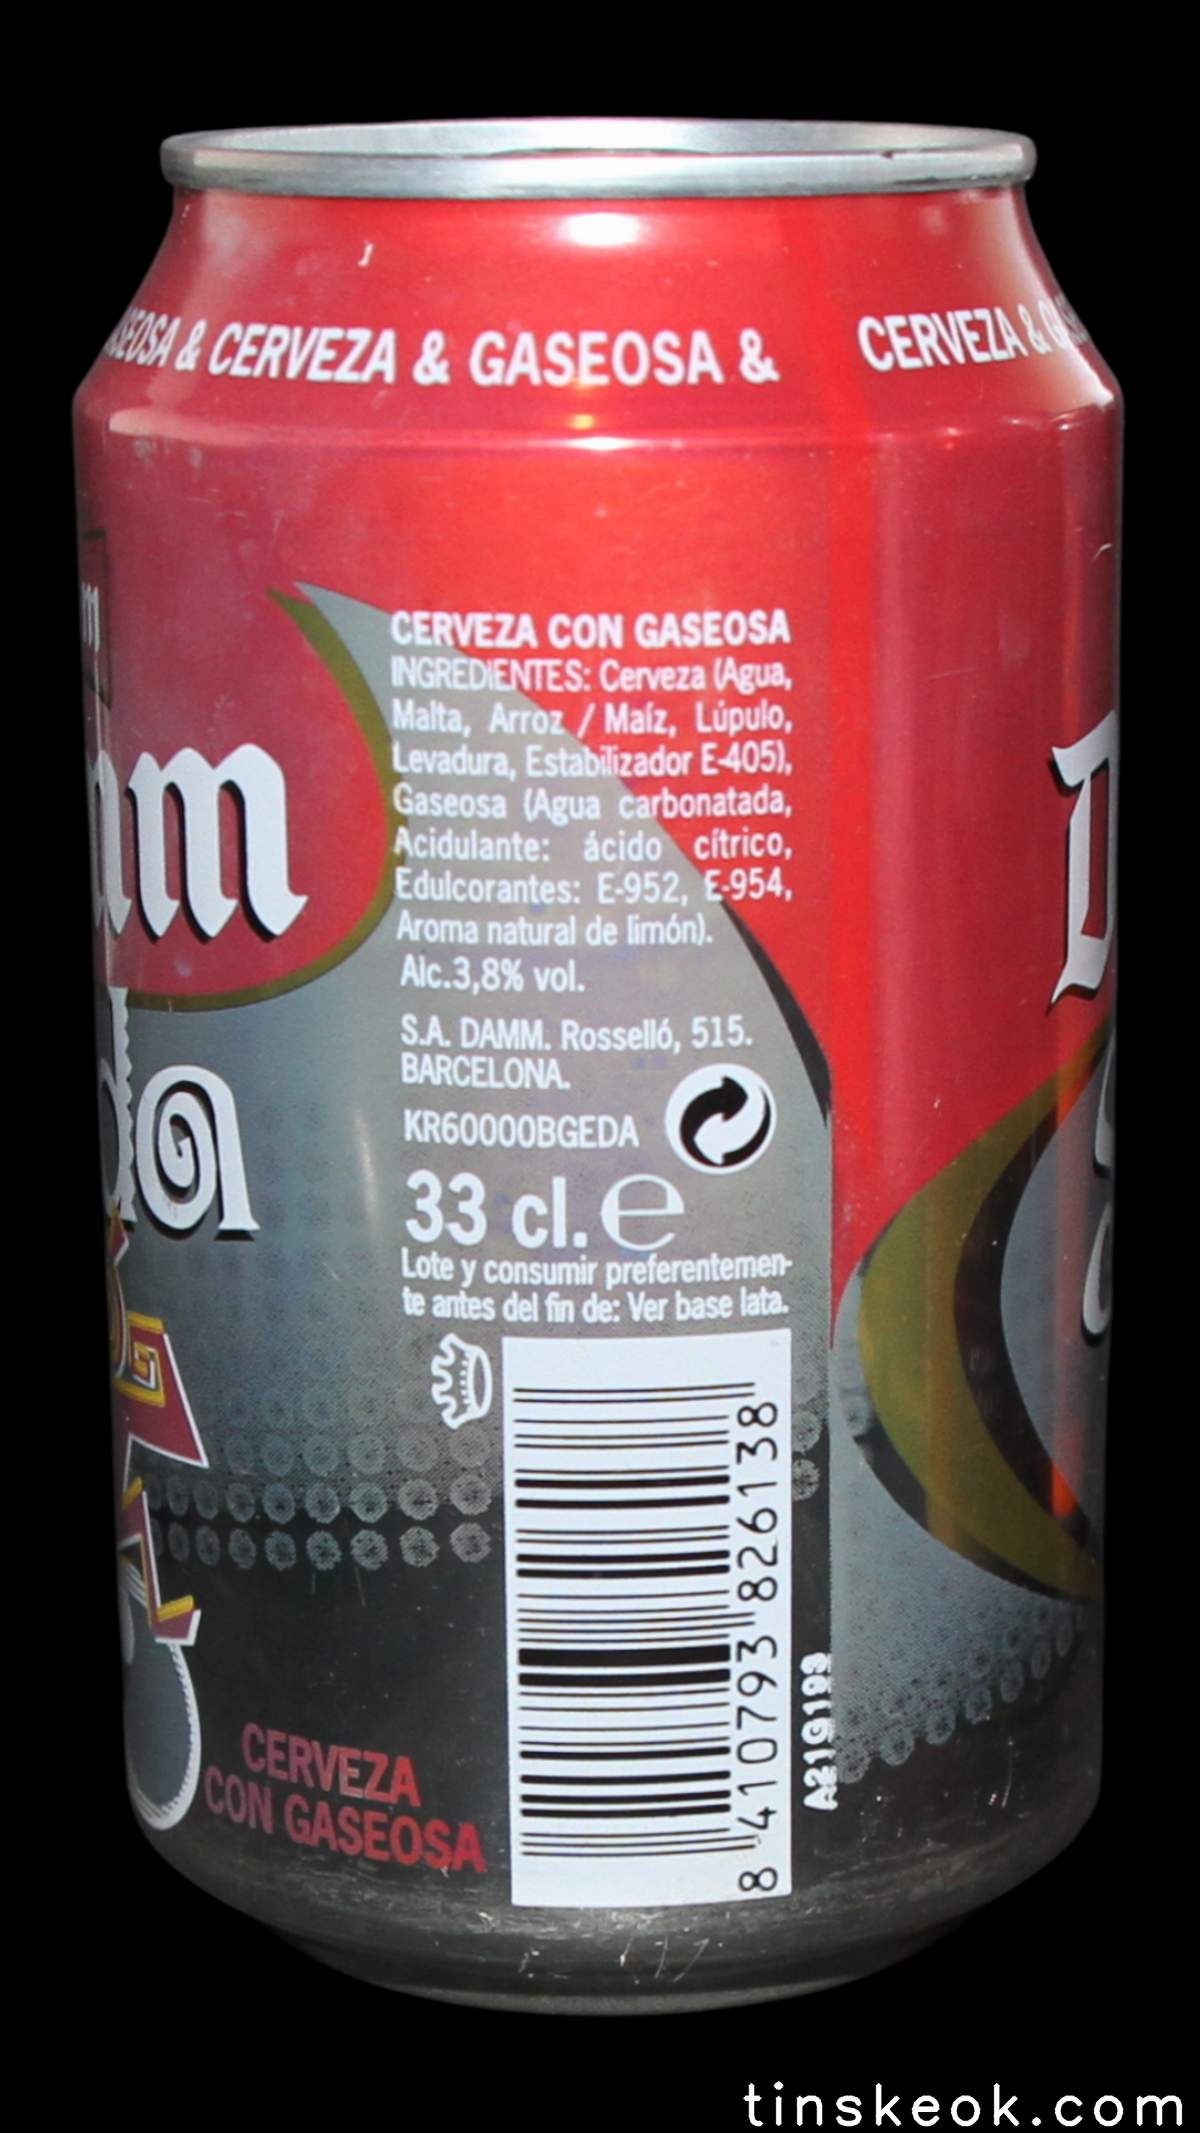 & CERVEZA & GASEOSA &
CERVEZA &
CERVEZA CON GASEOSA
INGREDIENTES: Cerveza (Agua,
Malta, Arroz / Maíz, Lúpulo,
Levadura, Estabilizador E-405),
Gaseosa (Agua carbonatada,
Acidulante: ácido cítrico,
Edulcorantes: E-952, E-954,
Aroma natural de limón).
Alc.3,8% vol.
S.A. DAMM. Rosselló, 515.
BARCELONA.
KR60000BGEDA
33 cl. e
Lote y consumir preferentemen-
te antes del fin de: Ver base lata.
8 410793 826138
A219193
CERVEZA
CON GASEOSA
tinskeok.com